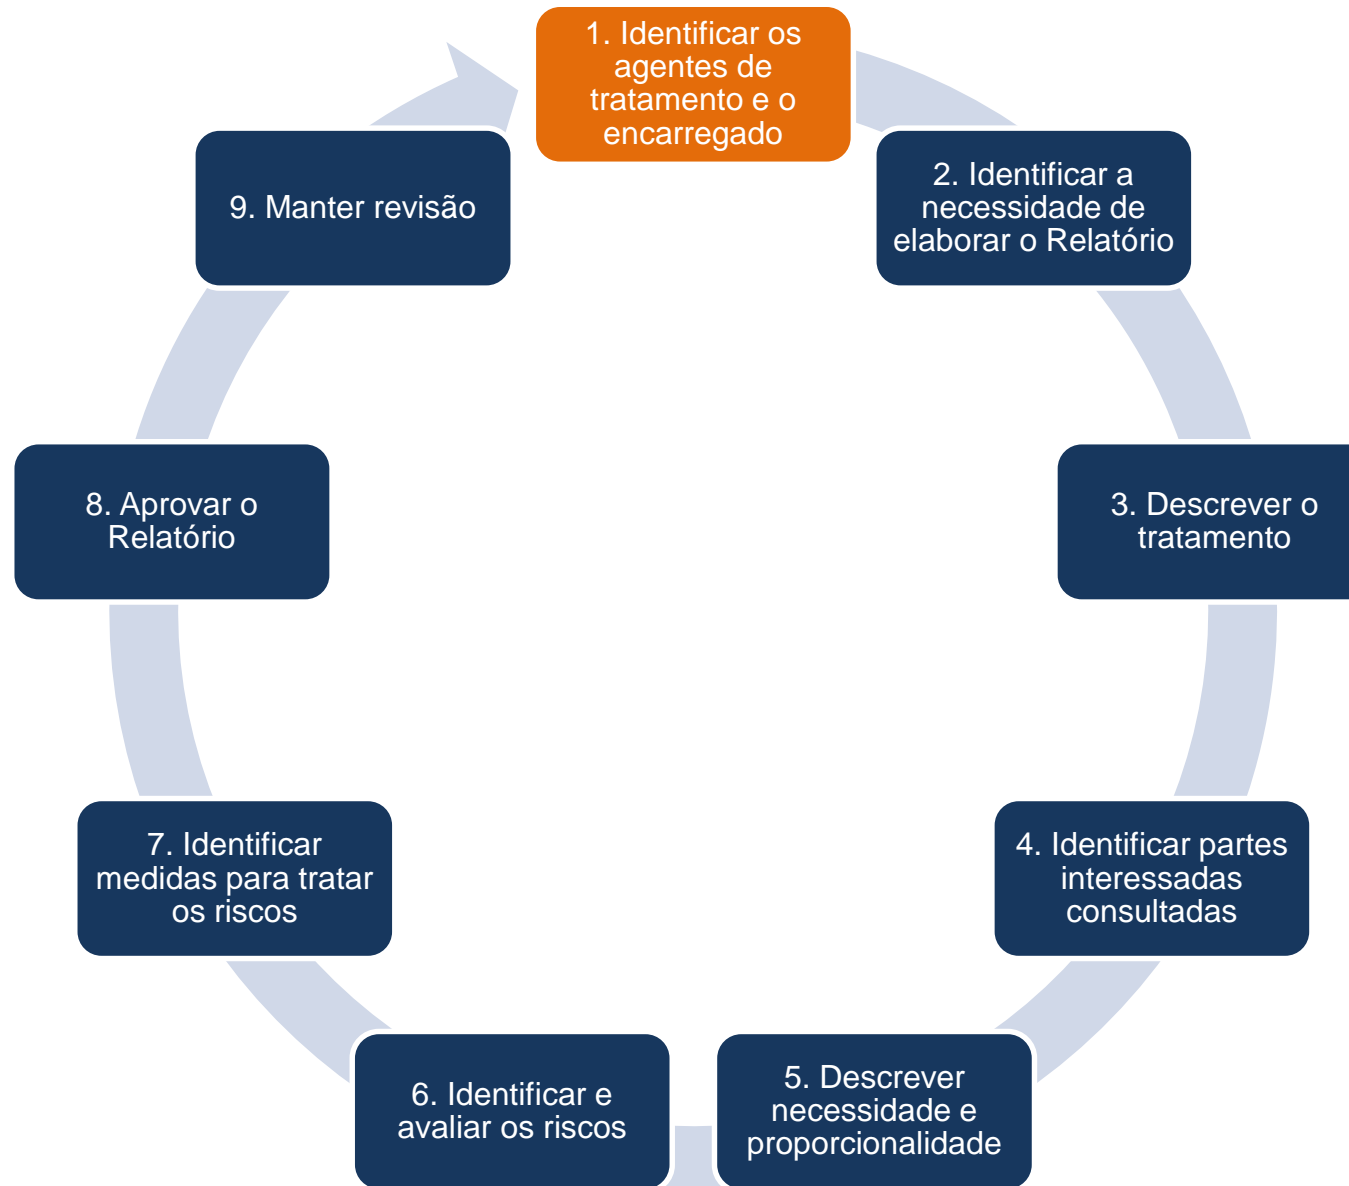 1. Identificar os
agentes de
tratamento e o
encarregado
2. Identificar a
necessidade de
elaborar o Relatório
3. Descrever o
tratamento
4. Identificar partes
interessadas
consultadas
5. Descrever
necessidade e
proporcionalidade
6. Identificar e
avaliar os riscos
7. Identificar
medidas para tratar
os riscos
8. Aprovar o
Relatório
9. Manter revisão